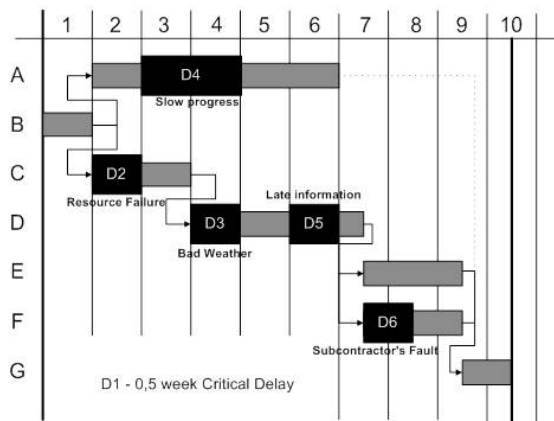 1 2 3 4 5 6 7 8 9 10
A D4
Slow progress
B
C D2
Resource Failure Late information
D D3 D5
Bad Weather
E
F D6
Subcontractor's Fault
G
D1 - 0,5 week Critical Delay